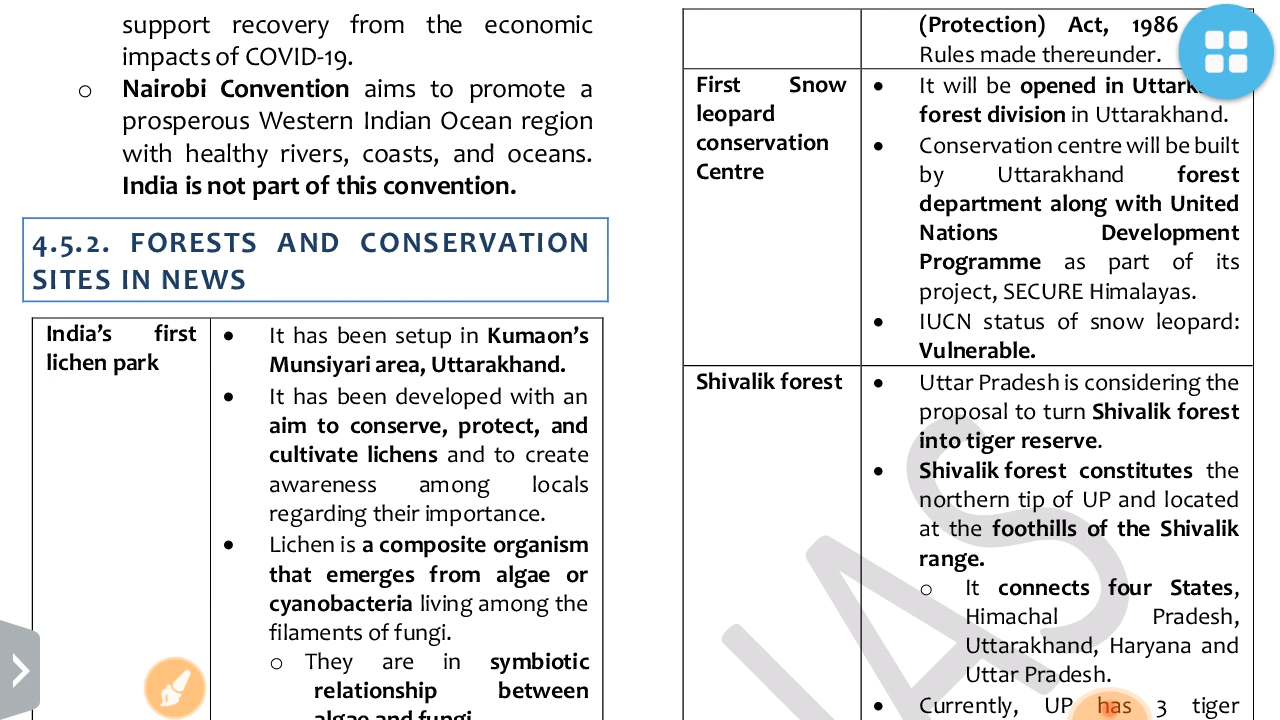 support recovery from the economic
impacts of COVID-19.
o Nairobi Convention aims to promote a
prosperous Western Indian Ocean region
with healthy rivers, coasts, and oceans.
India is not part of this convention.
4.5.2. FORESTS AND CONSERVATION
SITES IN NEWS
India’s first
lichen park
• It has been setup in Kumaon’s
Munsiyari area, Uttarakhand.
• It has been developed with an
aim to conserve, protect, and
cultivate lichens and to create
awareness among locals
regarding their importance.
• Lichen is a composite organism
that emerges from algae or
cyanobacteria living among the
filaments of fungi.
o They are in symbiotic
relationship between
algae and fungi
(Protection) Act, 1986
Rules made thereunder.
First Snow
leopard
conservation
Centre
• It will be opened in
forest division in Uttarakhand.
• Conservation centre will be built
by Uttarakhand forest
department along with United
Nations Development
Programme as part of its
project, SECURE Himalayas.
• IUCN status of snow leopard:
Vulnerable.
Shivalik forest
• Uttar Pradesh is considering the
proposal to turn Shivalik forest
into tiger reserve.
• Shivalik forest constitutes the
northern tip of UP and located
at the foothills of the Shivalik
range.
o It connects four States,
Himachal Pradesh,
Uttarakhand, Haryana and
Uttar Pradesh.
• Currently, UP has 3 tiger
IAS